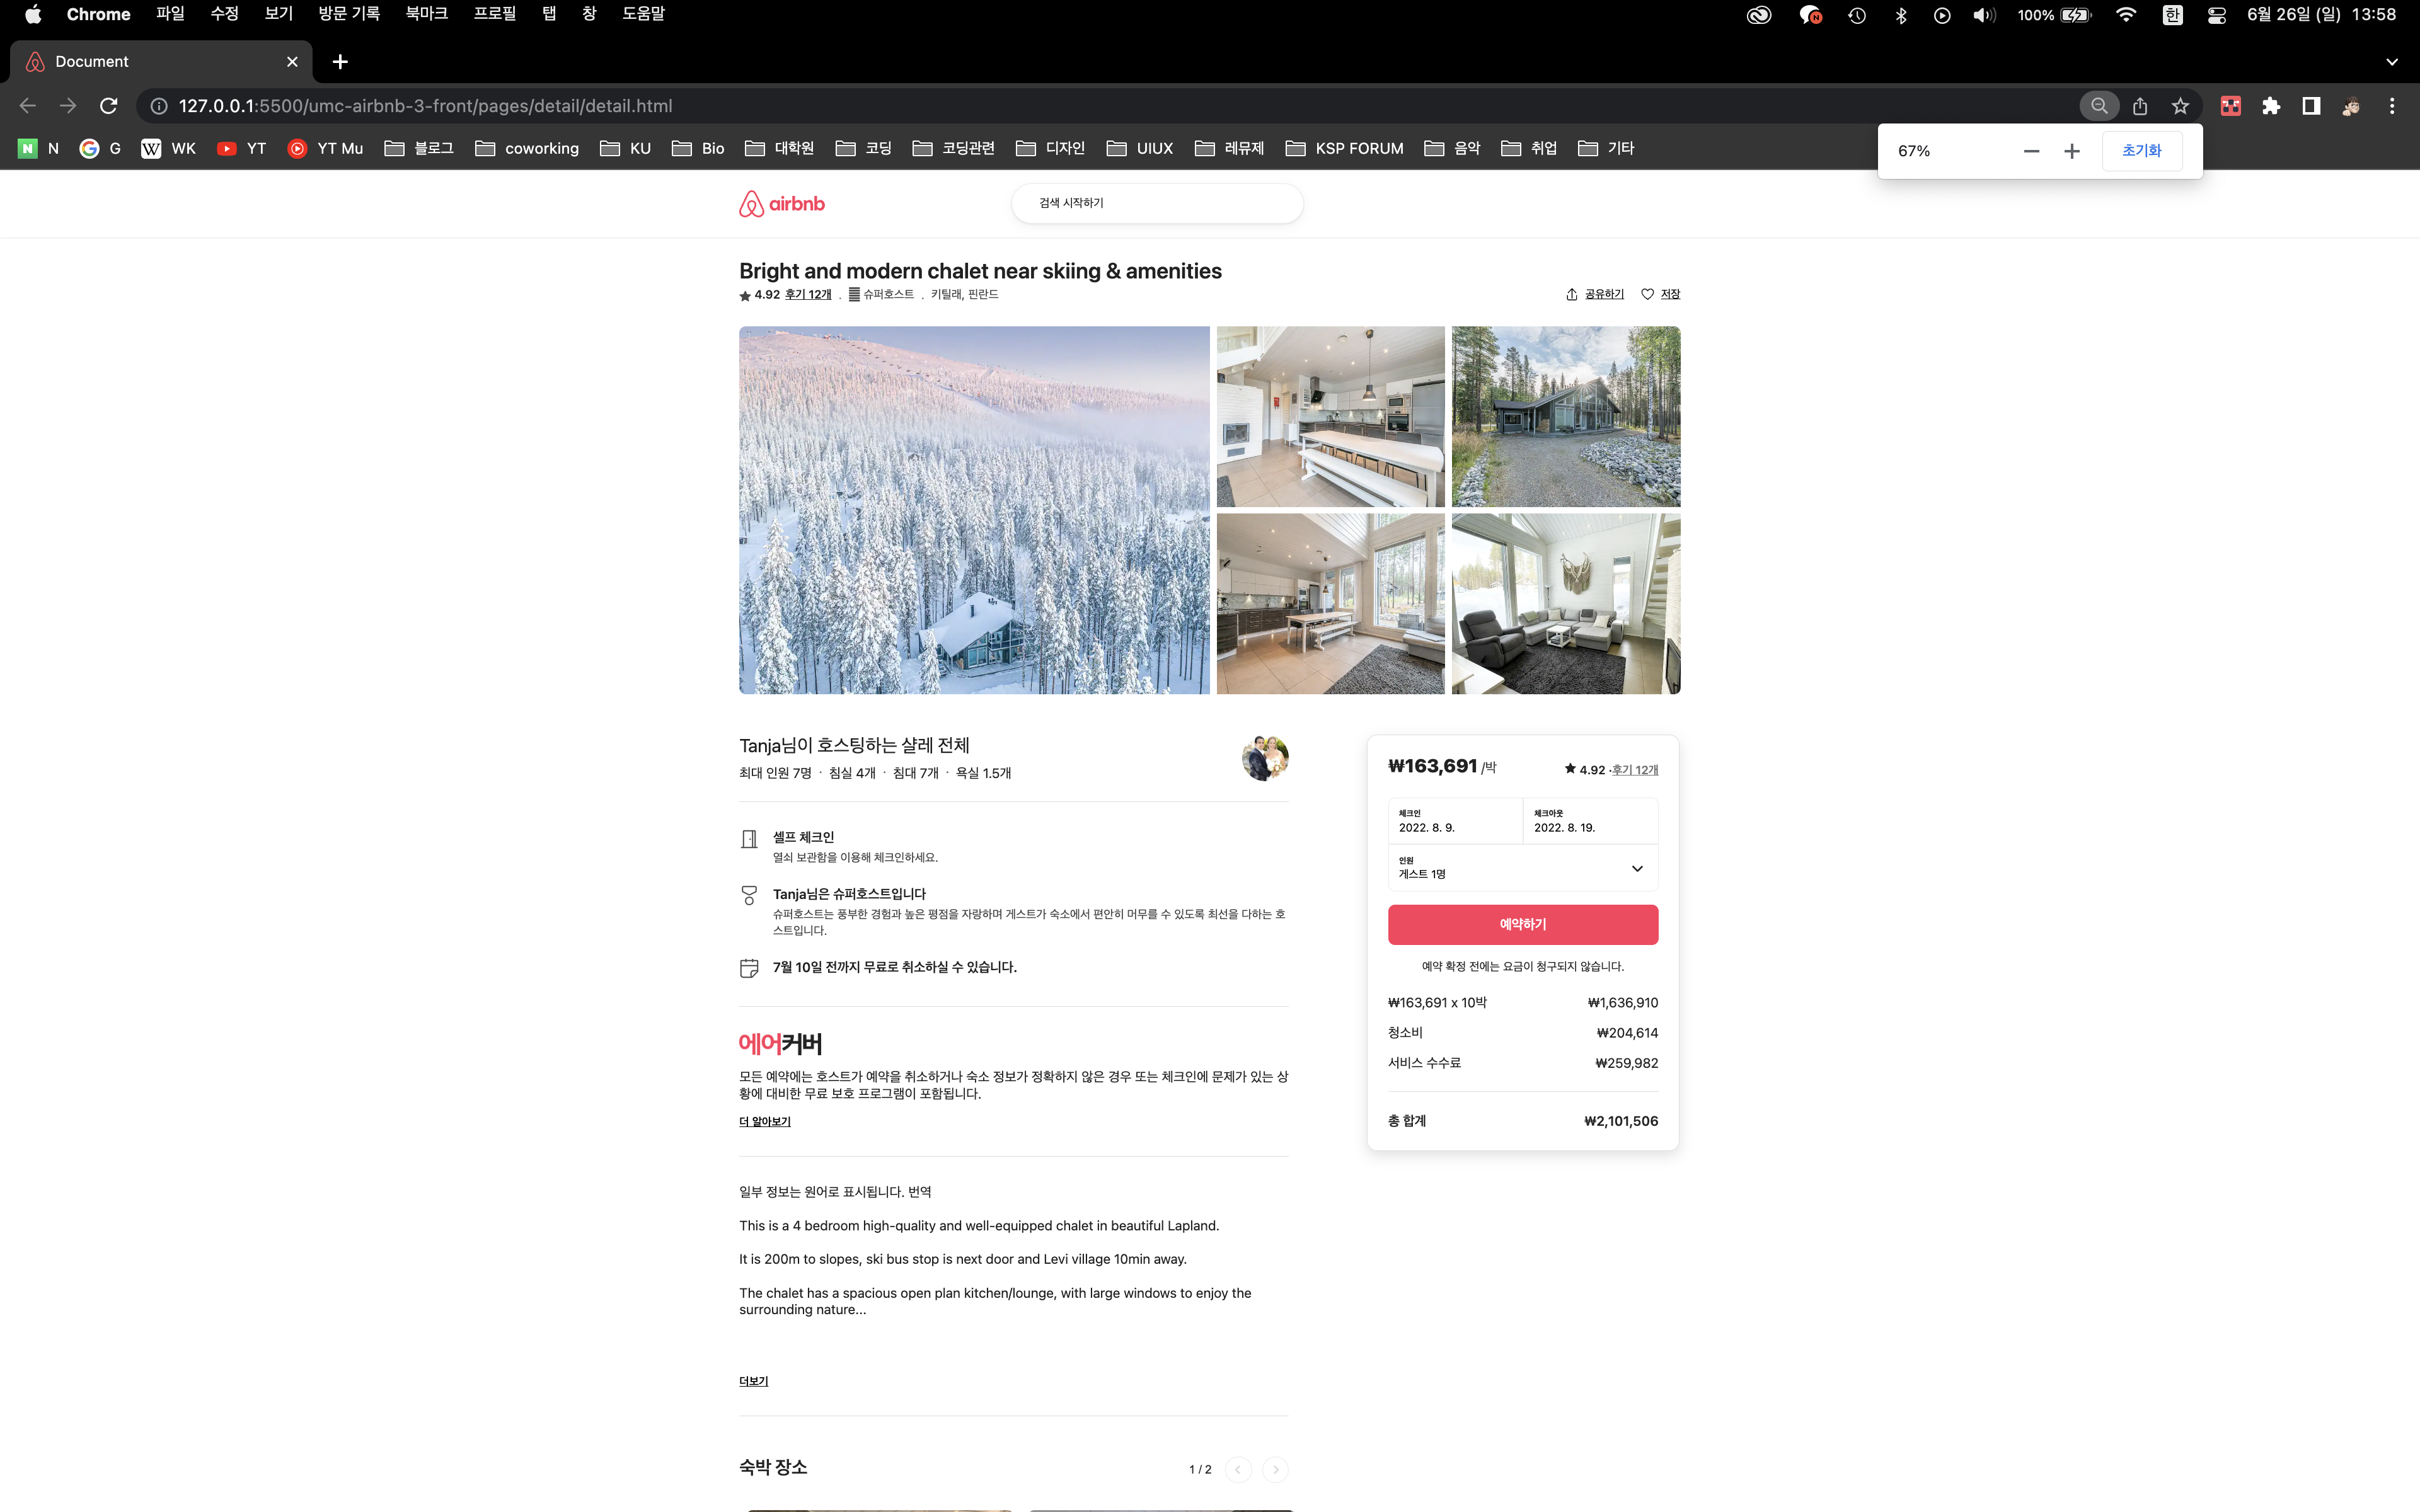 Chrome 파일 수정 보기 방문 기록 북마크 프로필 탭 창 도움말 100% 한 6월 26일 (일) 13:58
Document
127.0.0.1:5500/umc-airbnb-3-front/pages/detail/detail.html
N N G W WK YT YT Mu 블로그 coworking KU Bio 대학원 코딩 코딩관련 디자인 UIUX 레뮤제 KSP FORUM 음악 취업 기타
67% 초기화
airbnb 검색 시작하기
Bright and modern chalet near skiing & amenities
4.92 후기 12개 . 슈퍼호스트 . 키틸래, 핀란드 공유하기 저장
Tanja님이 호스팅하는 샬레 전체
최대 인원 7명 · 침실 4개 · 침대 7개 · 욕실 1.5개
셀프 체크인
열쇠 보관함을 이용해 체크인하세요.
Tanja님은 슈퍼호스트입니다
슈퍼호스트는 풍부한 경험과 높은 평점을 자랑하며 게스트가 숙소에서 편안히 머무를 수 있도록 최선을 다하는 호
스트입니다.
7월 10일 전까지 무료로 취소하실 수 있습니다.
에어커버
모든 예약에는 호스트가 예약을 취소하거나 숙소 정보가 정확하지 않은 경우 또는 체크인에 문제가 있는 상
황에 대비한 무료 보호 프로그램이 포함됩니다.
더 알아보기
일부 정보는 원어로 표시됩니다. 번역
This is a 4 bedroom high-quality and well-equipped chalet in beautiful Lapland.
It is 200m to slopes, ski bus stop is next door and Levi village 10min away.
The chalet has a spacious open plan kitchen/lounge, with large windows to enjoy the
surrounding nature...
더보기
숙박 장소 1 / 2
₩163,691 /박 4.92 ·후기 12개
체크인 체크아웃
2022. 8. 9. 2022. 8. 19.
인원
게스트 1명
예약하기
예약 확정 전에는 요금이 청구되지 않습니다.
₩163,691 x 10박 ₩1,636,910
청소비 ₩204,614
서비스 수수료 ₩259,982
총 합계 ₩2,101,506